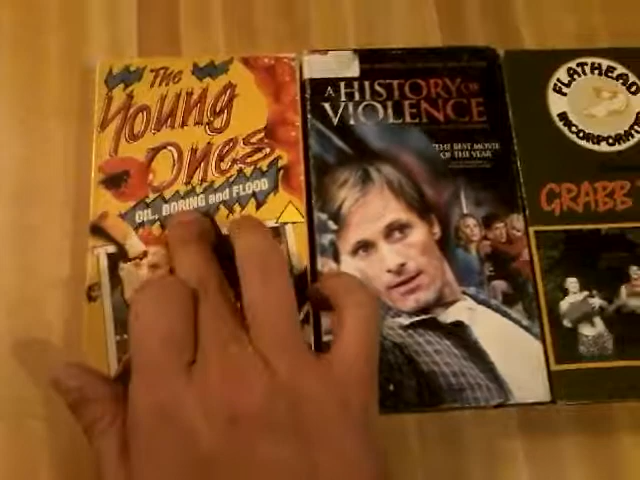 The
Young
Ones
OIL, BORING and FLOOD
A HISTORY OF
VIOLENCE
"THE BEST MOVIE
OF THE YEAR"
FLATHEAD
INCORPORATED
GRABB